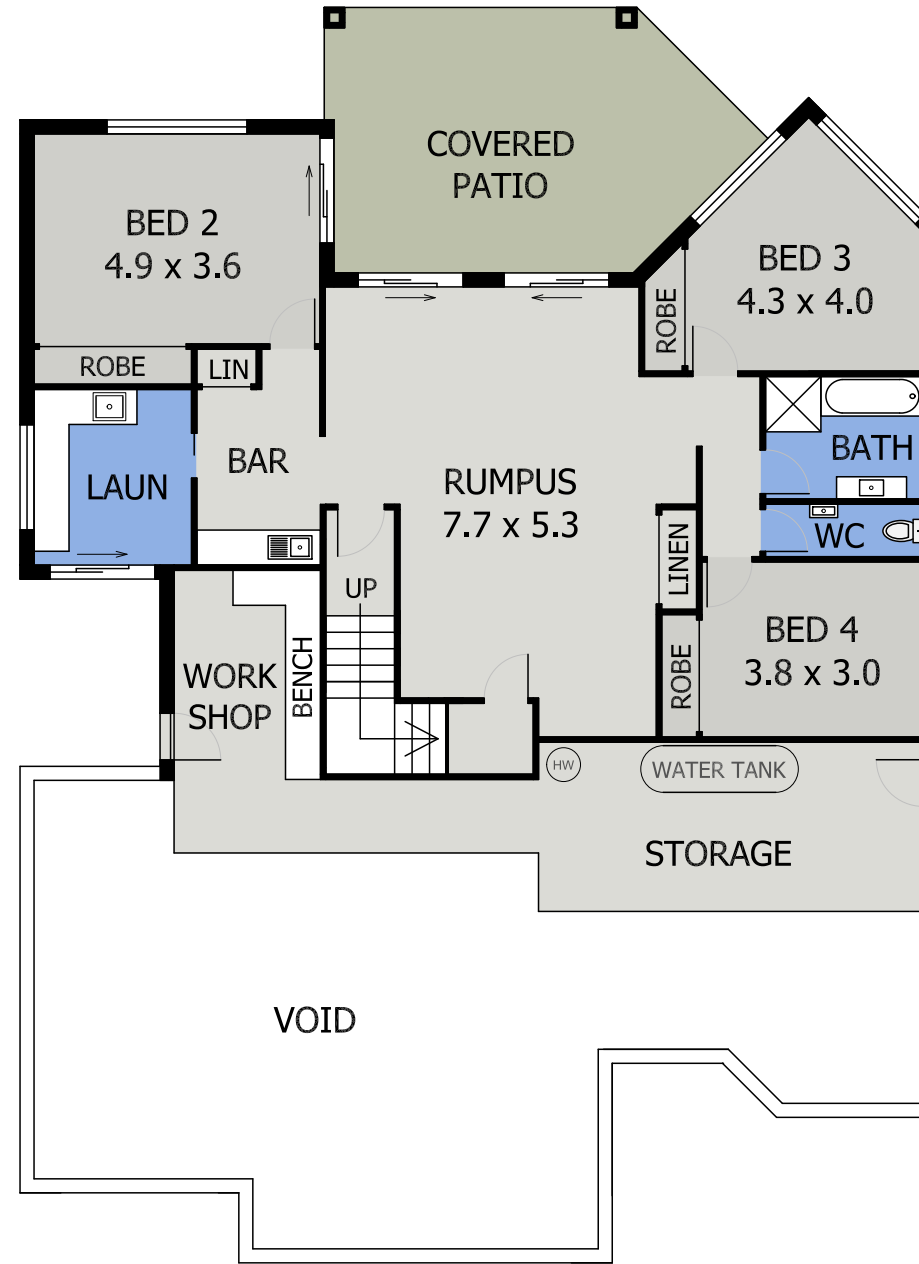 COVERED
PATIO
BED 2
4.9 x 3.6
BED 3
4.3 x 4.0
ROBE
ROBE
LIN
BAR
LAUN
RUMPUS
7.7 x 5.3
BATH
WC
LINEN
UP
BED 4
3.8 x 3.0
ROBE
WORK
SHOP
BENCH
HW
WATER TANK
STORAGE
VOID